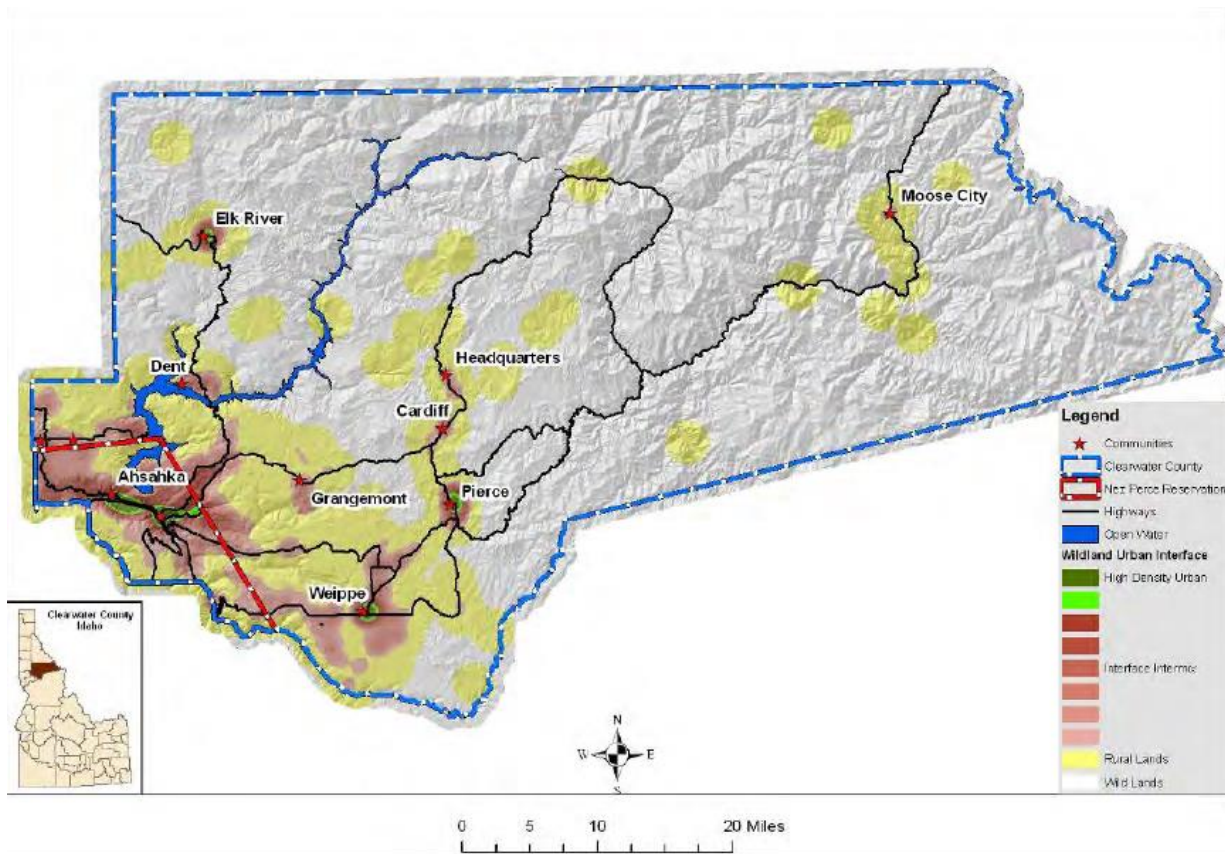 Elk River
Moose City
Dent
Headquarters
Cardiff
Ahsahka
Grangemont
Pierce
Weippe
Legend
Communities
Clearwater County
Nez Perce Reservation
Highways
Open Water
Wildland Urban Interface
High Density Urban
Interface Intermix
Rural Lands
Wild Lands
Clearwater County
Idaho
N
W E
S
0 5 10 20 Miles